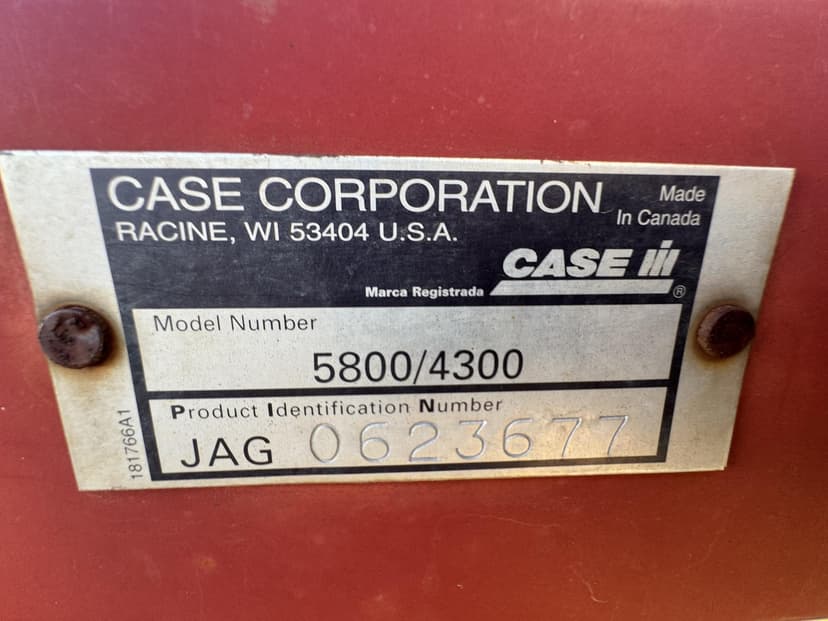 CASE CORPORATION
Made
In Canada
RACINE, WI 53404 U.S.A.
CASE IH
Marca Registrada
®
Model Number
5800/4300
Product Identification Number
JAG 0623677
181766A1